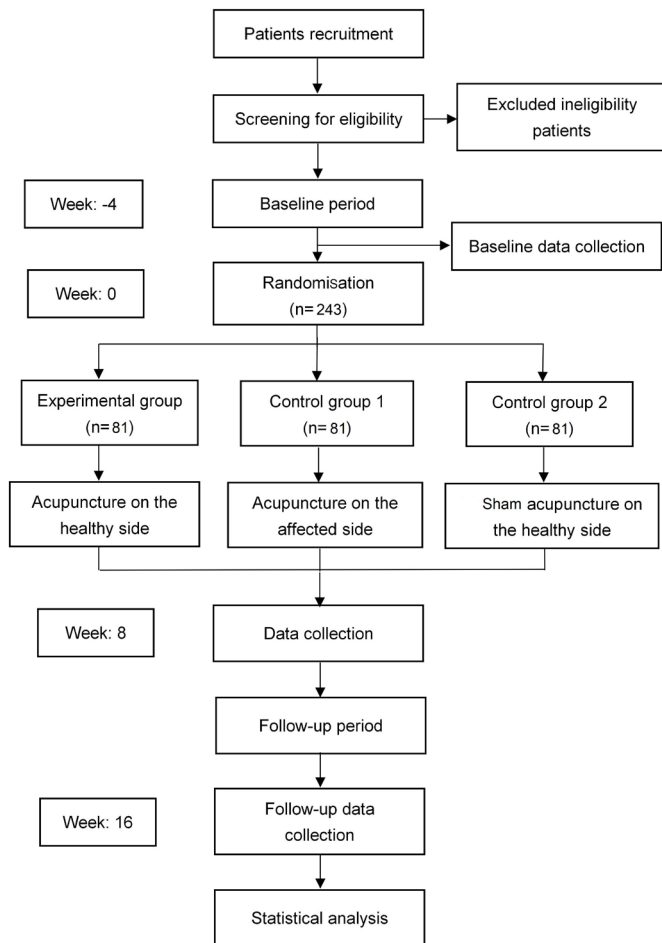 Patients recruitment
Screening for eligibility
Excluded ineligibility
patients
Week: -4
Baseline period
Baseline data collection
Week: 0
Randomisation
(n= 243)
Experimental group
(n= 81)
Control group 1
(n= 81)
Control group 2
(n= 81)
Acupuncture on the
healthy side
Acupuncture on the
affected side
Sham acupuncture on
the healthy side
Week: 8
Data collection
Follow-up period
Week: 16
Follow-up data
collection
Statistical analysis